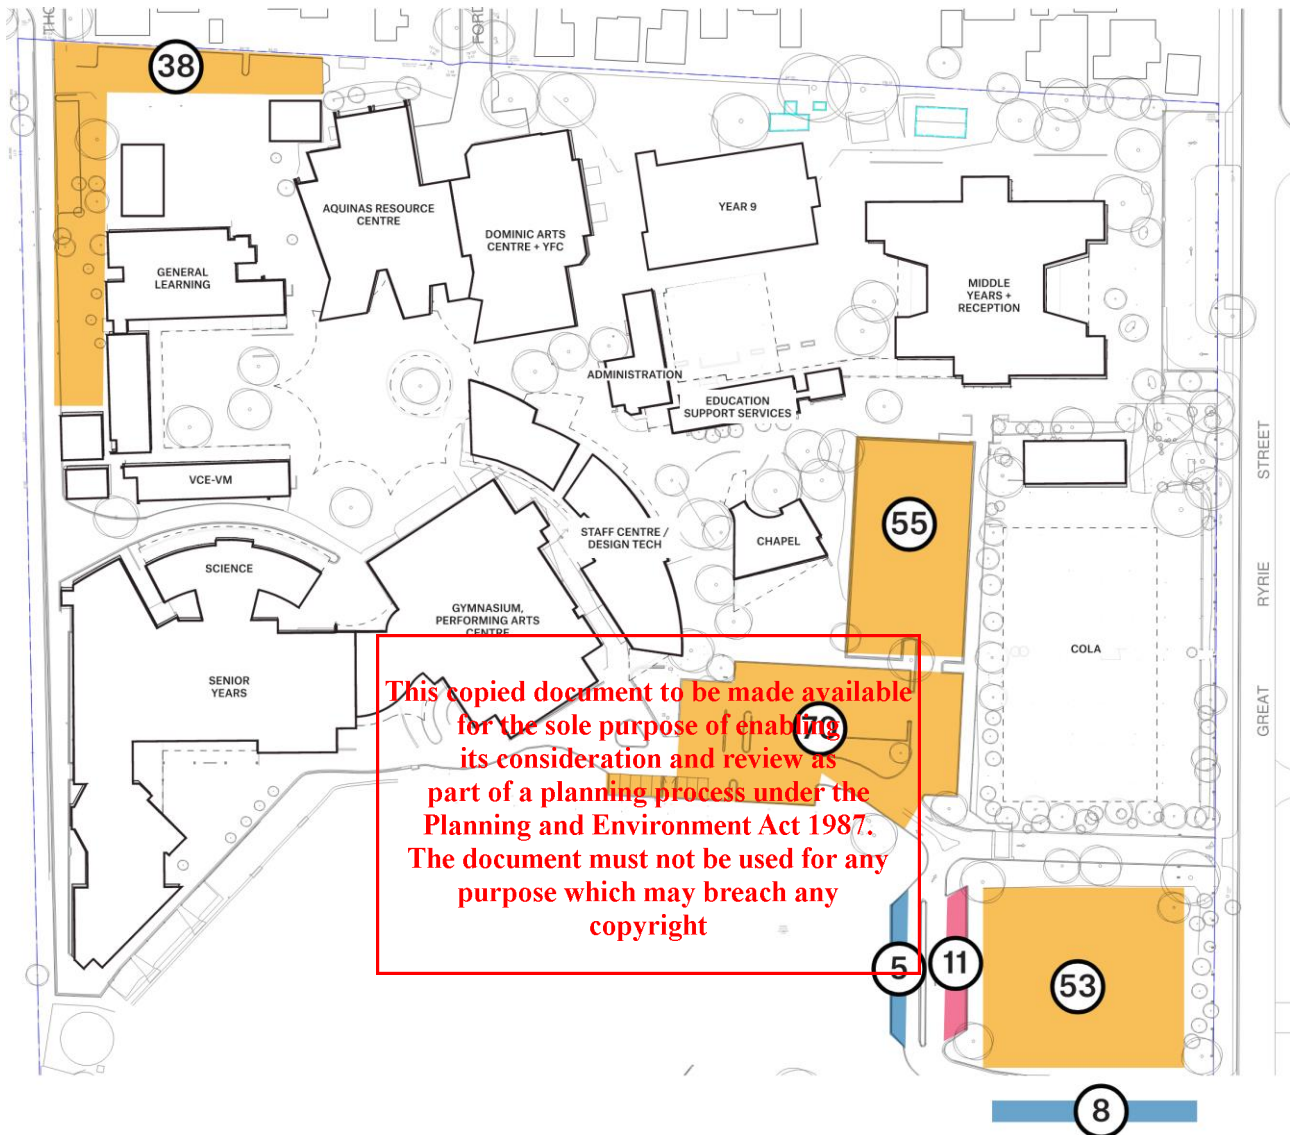 THO
FORD
38
AQUINAS RESOURCE
CENTRE
DOMINIC ARTS
CENTRE + YFC
YEAR 9
GENERAL
LEARNING
MIDDLE
YEARS +
RECEPTION
ADMINISTRATION
EDUCATION
SUPPORT SERVICES
VCE-VM
STAFF CENTRE /
DESIGN TECH
CHAPEL
55
SCIENCE
GYMNASIUM,
PERFORMING ARTS
CENTRE
SENIOR
YEARS
COLA
GREAT RYRIE STREET
This copied document to be made available
for the sole purpose of enabling
its consideration and review as
part of a planning process under the
Planning and Environment Act 1987.
The document must not be used for any
purpose which may breach any
copyright
5
11
53
8